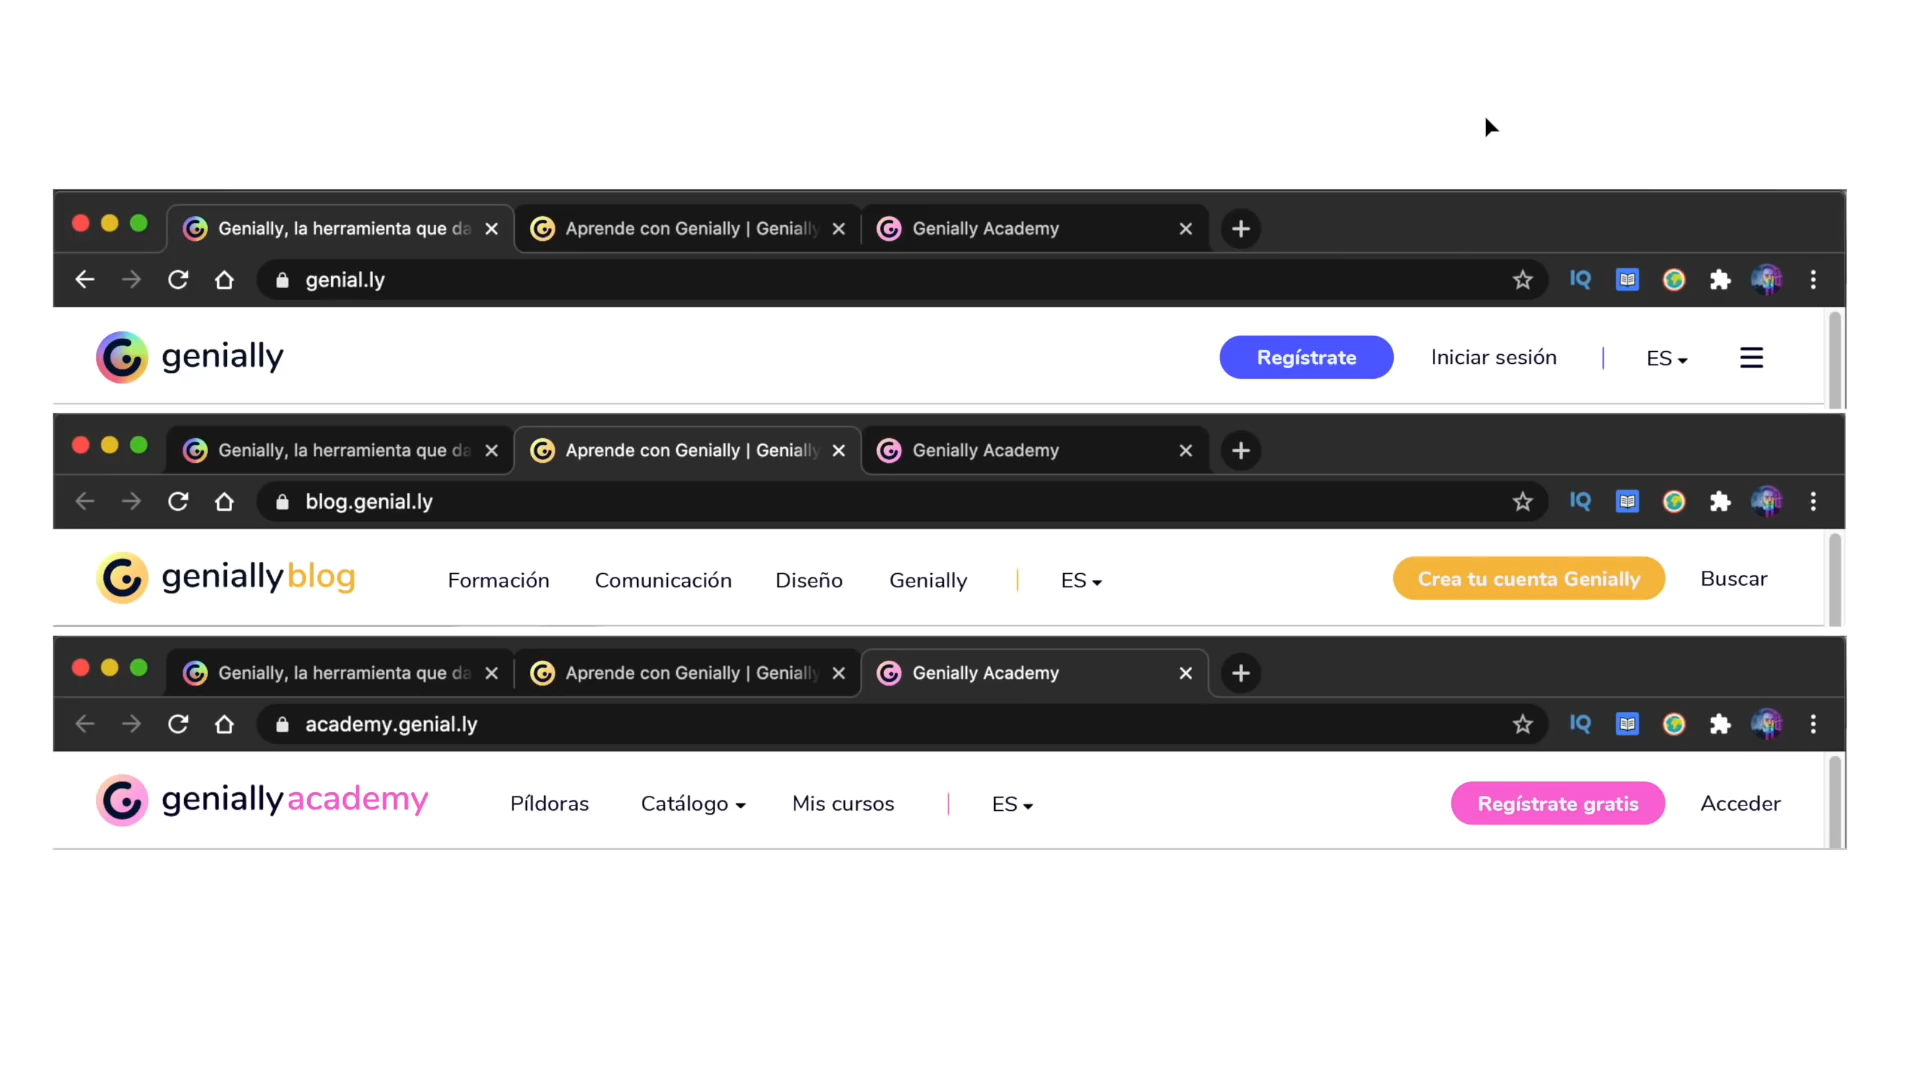 Genially, la herramienta que da Aprende con Genially | Genially Genially Academy
genial.ly IQ
genially Regístrate Iniciar sesión ES
Genially, la herramienta que da Aprende con Genially | Genially Genially Academy
blog.genial.ly IQ
genially blog Formación Comunicación Diseño Genially ES Crea tu cuenta Genially Buscar
Genially, la herramienta que da Aprende con Genially | Genially Genially Academy
academy.genial.ly IQ
genially academy Píldoras Catálogo Mis cursos ES Regístrate gratis Acceder